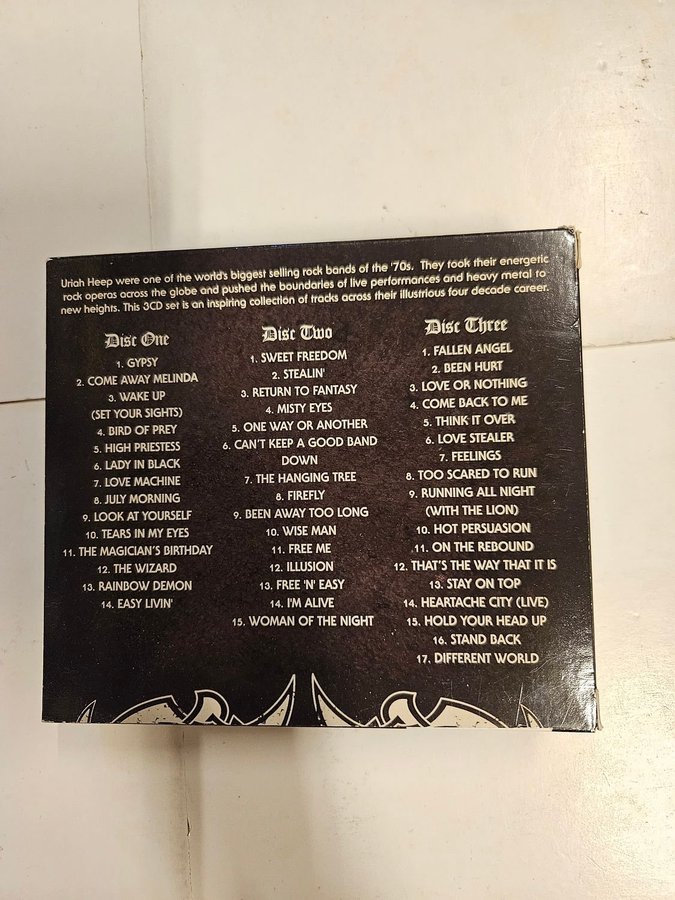 Uriah Heep were one of the world's biggest selling rock bands of the '70s. They took their energetic
rock operas across the globe and pushed the boundaries of live performances and heavy metal to
new heights. This 3CD set is an inspiring collection of tracks across their illustrious four decade career.
Disc One
1. GYPSY
2. COME AWAY MELINDA
3. WAKE UP
(SET YOUR SIGHTS)
4. BIRD OF PREY
5. HIGH PRIESTESS
6. LADY IN BLACK
7. LOVE MACHINE
8. JULY MORNING
9. LOOK AT YOURSELF
10. TEARS IN MY EYES
11. THE MAGICIAN'S BIRTHDAY
12. THE WIZARD
13. RAINBOW DEMON
14. EASY LIVIN'
Disc Two
1. SWEET FREEDOM
2. STEALIN'
3. RETURN TO FANTASY
4. MISTY EYES
5. ONE WAY OR ANOTHER
6. CAN'T KEEP A GOOD BAND
DOWN
7. THE HANGING TREE
8. FIREFLY
9. BEEN AWAY TOO LONG
10. WISE MAN
11. FREE ME
12. ILLUSION
13. FREE 'N' EASY
14. I'M ALIVE
15. WOMAN OF THE NIGHT
Disc Three
1. FALLEN ANGEL
2. BEEN HURT
3. LOVE OR NOTHING
4. COME BACK TO ME
5. THINK IT OVER
6. LOVE STEALER
7. FEELINGS
8. TOO SCARED TO RUN
9. RUNNING ALL NIGHT
(WITH THE LION)
10. HOT PERSUASION
11. ON THE REBOUND
12. THAT'S THE WAY THAT IT IS
13. STAY ON TOP
14. HEARTACHE CITY (LIVE)
15. HOLD YOUR HEAD UP
16. STAND BACK
17. DIFFERENT WORLD